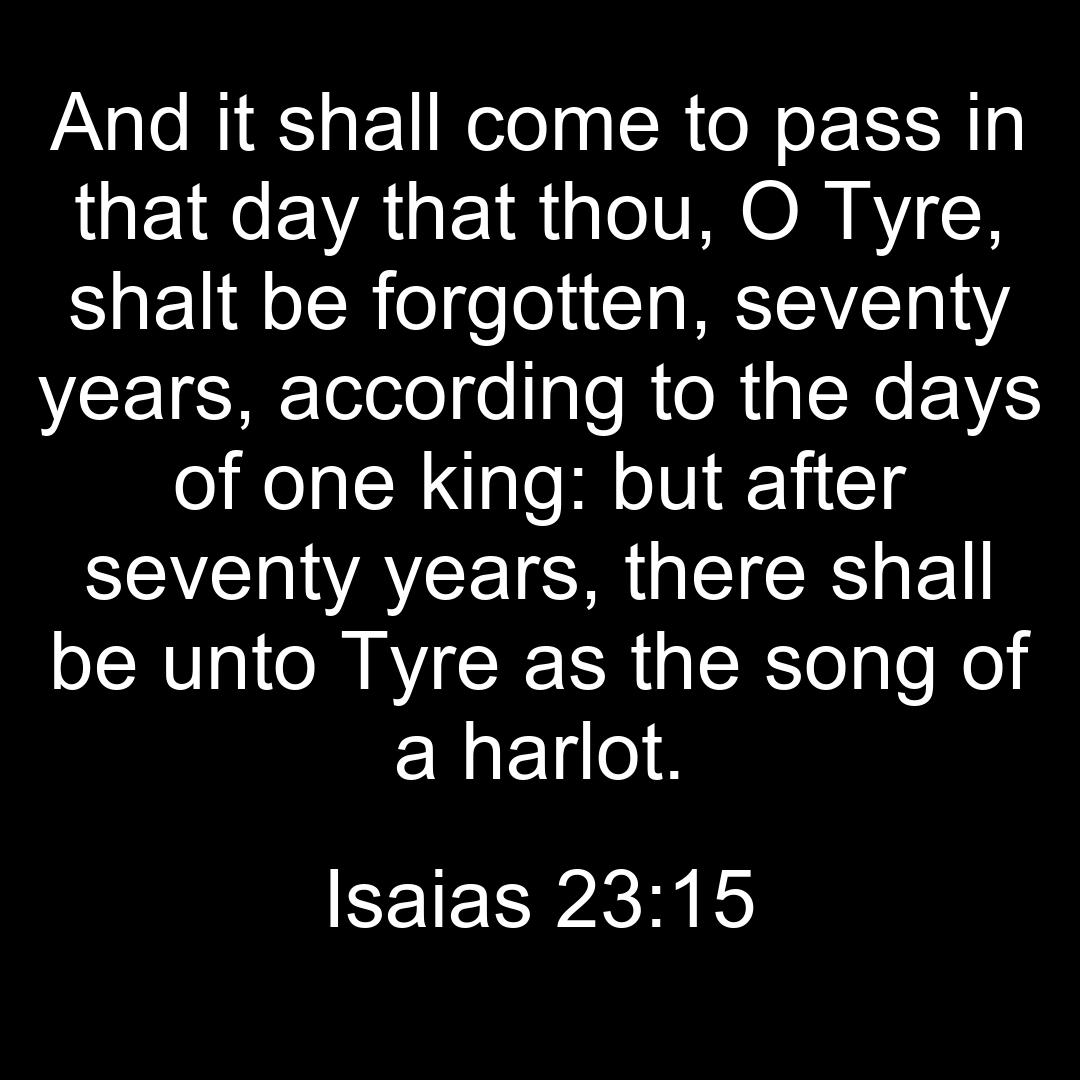 And it shall come to pass in
that day that thou, O Tyre,
shalt be forgotten, seventy
years, according to the days
of one king: but after
seventy years, there shall
be unto Tyre as the song of
a harlot.
Isaias 23:15